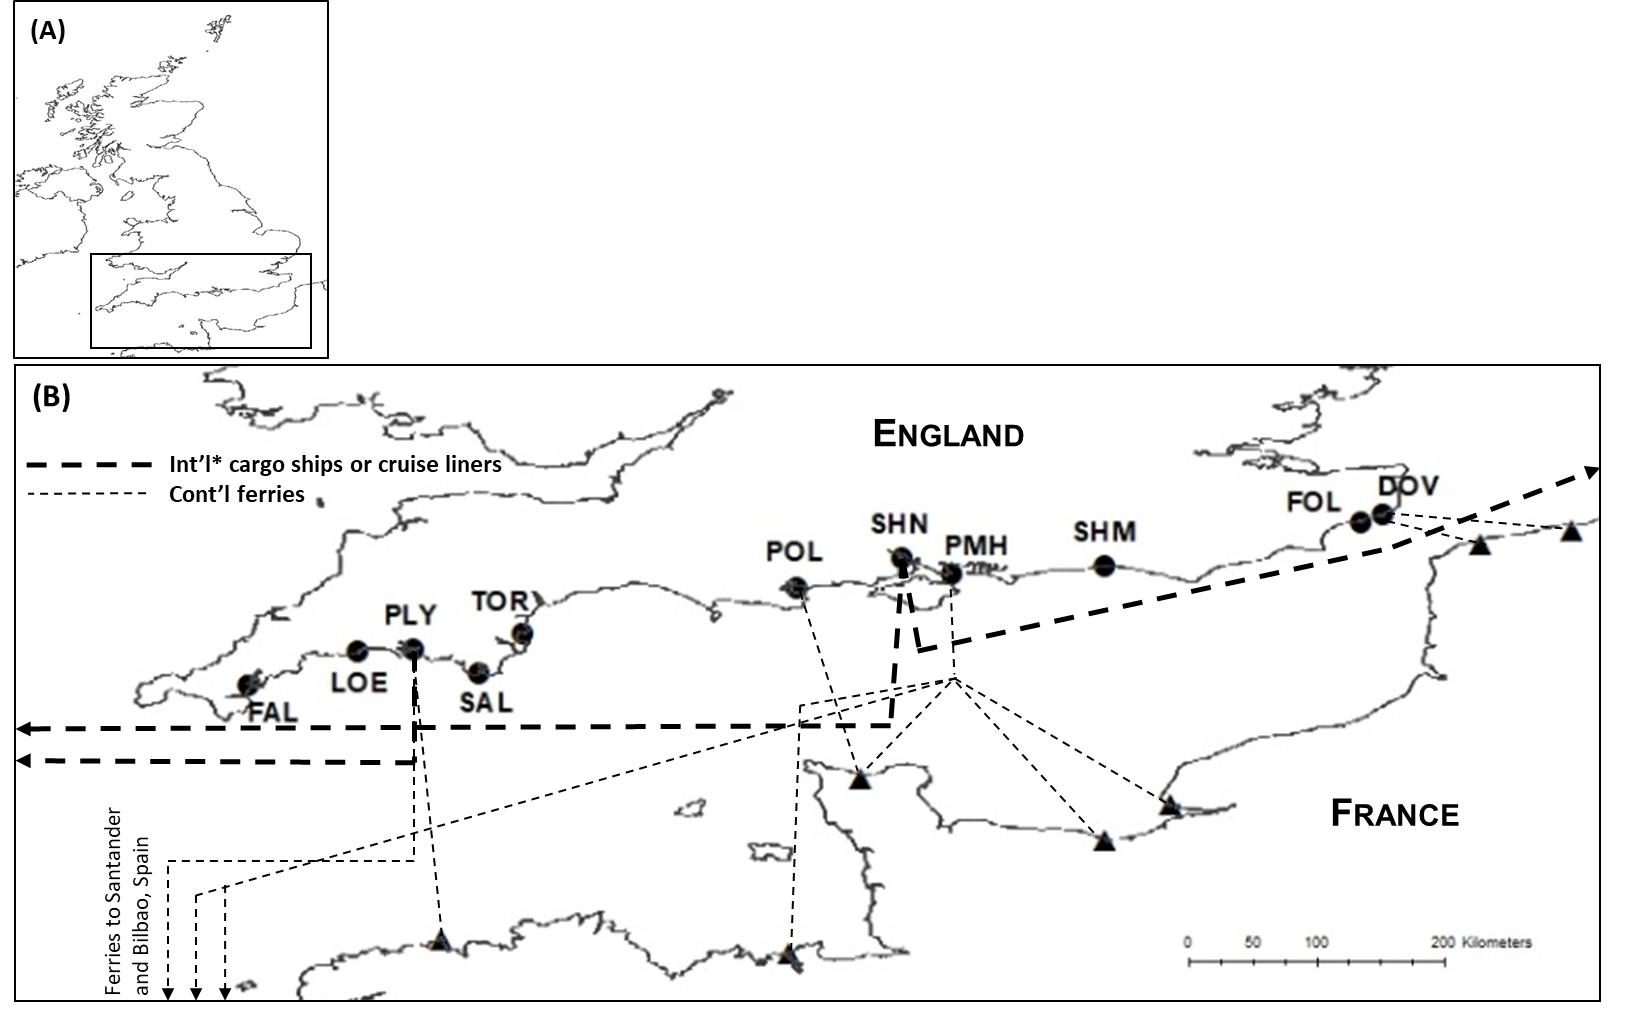 (A)
(B)
ENGLAND
Int'l* cargo ships or cruise liners
Cont'l ferries
DOV
FOL
SHN
SHM
PMH
POL
TOR
PLY
LOE
SAL
FAL
FRANCE
Ferries to Santander
and Bilbao, Spain
0 50 100 200 Kilometers